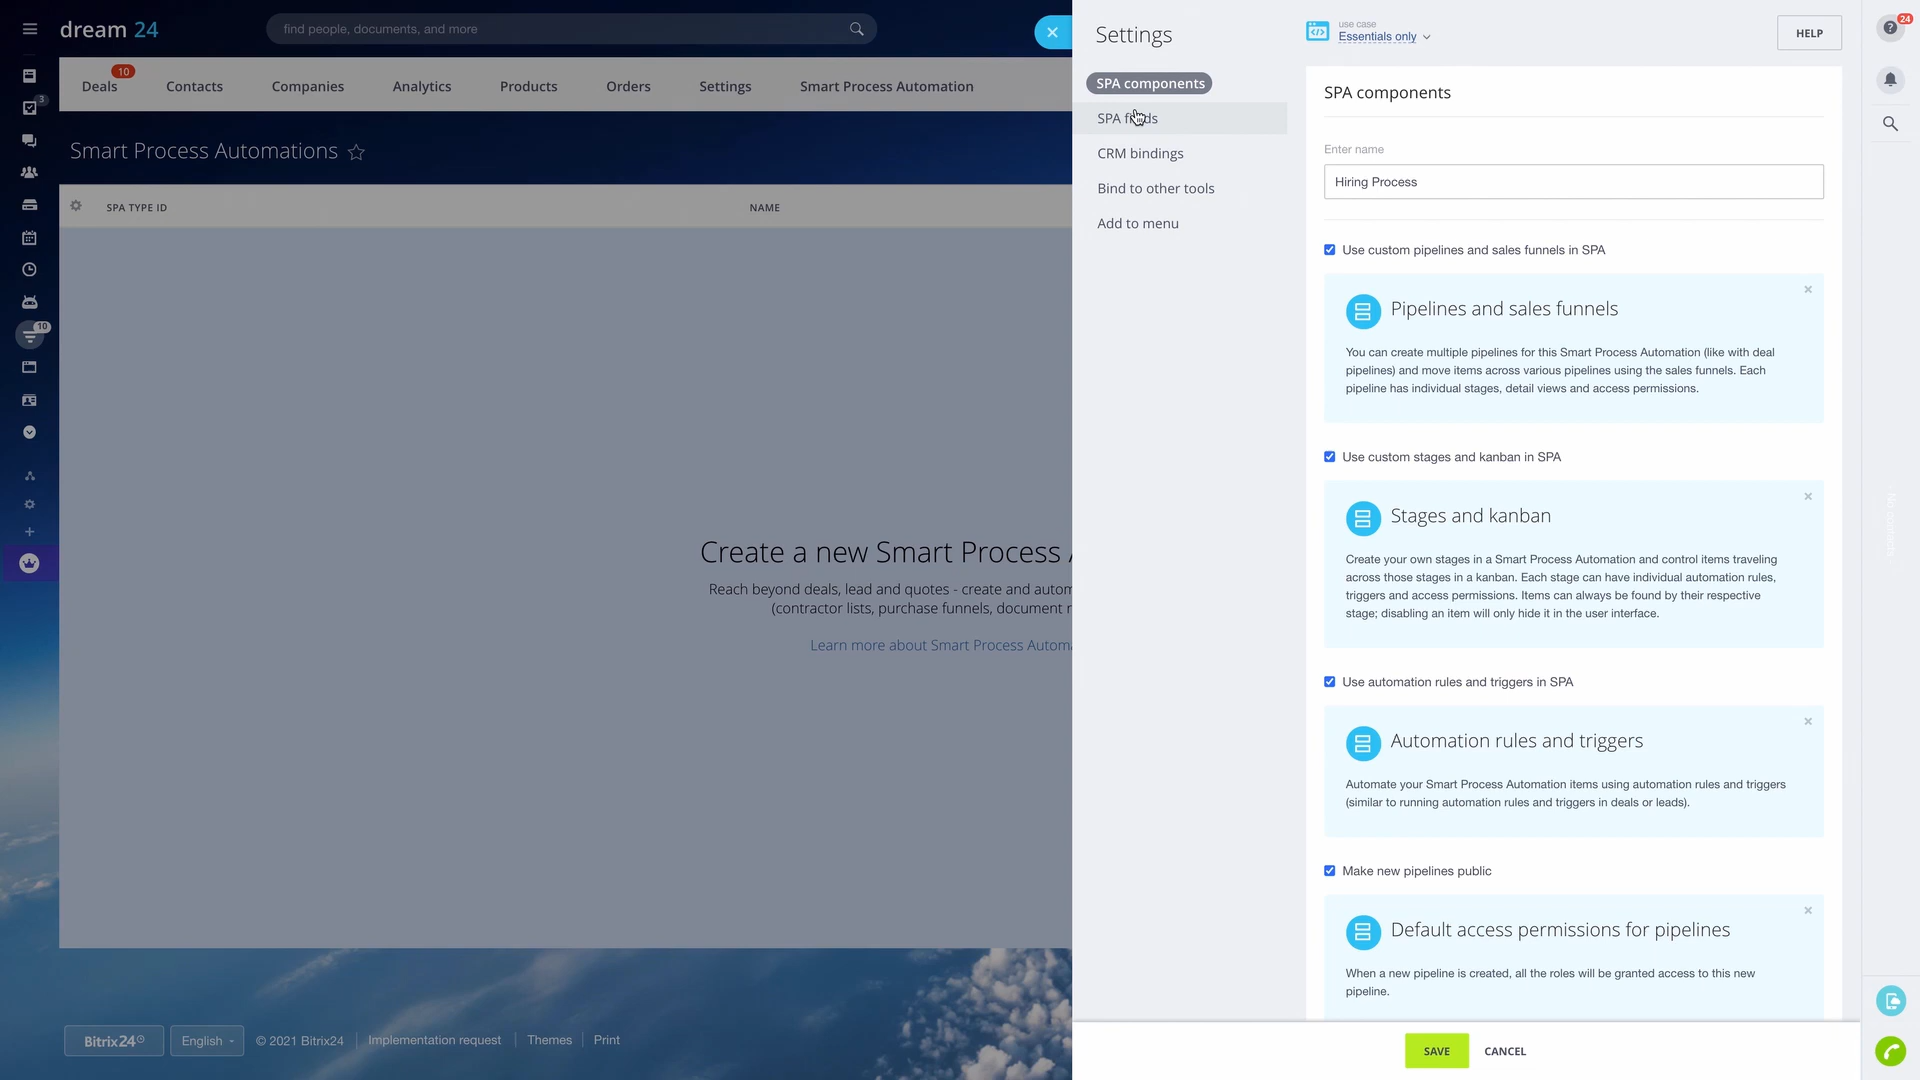 dream 24
find people, documents, and more
Deals
10
Contacts
Companies
Analytics
Products
Orders
Settings
Smart Process Automation
Smart Process Automations
SPA TYPE ID
NAME
3
10
Create a new Smart Process A
Reach beyond deals, lead and quotes - create and autom
(contractor lists, purchase funnels, document r
Learn more about Smart Process Automa
Bitrix24
English
© 2021 Bitrix24
Implementation request
Themes
Print
Settings
SPA components
SPA fi ds
CRM bindings
Bind to other tools
Add to menu
use case
Essentials only
HELP
24
SPA components
Enter name
Hiring Process
Use custom pipelines and sales funnels in SPA
Pipelines and sales funnels
You can create multiple pipelines for this Smart Process Automation (like with deal
pipelines) and move items across various pipelines using the sales funnels. Each
pipeline has individual stages, detail views and access permissions.
Use custom stages and kanban in SPA
Stages and kanban
Create your own stages in a Smart Process Automation and control items traveling
across those stages in a kanban. Each stage can have individual automation rules,
triggers and access permissions. Items can always be found by their respective
stage; disabling an item will only hide it in the user interface.
Use automation rules and triggers in SPA
Automation rules and triggers
Automate your Smart Process Automation items using automation rules and triggers
(similar to running automation rules and triggers in deals or leads).
Make new pipelines public
Default access permissions for pipelines
When a new pipeline is created, all the roles will be granted access to this new
pipeline.
SAVE
CANCEL